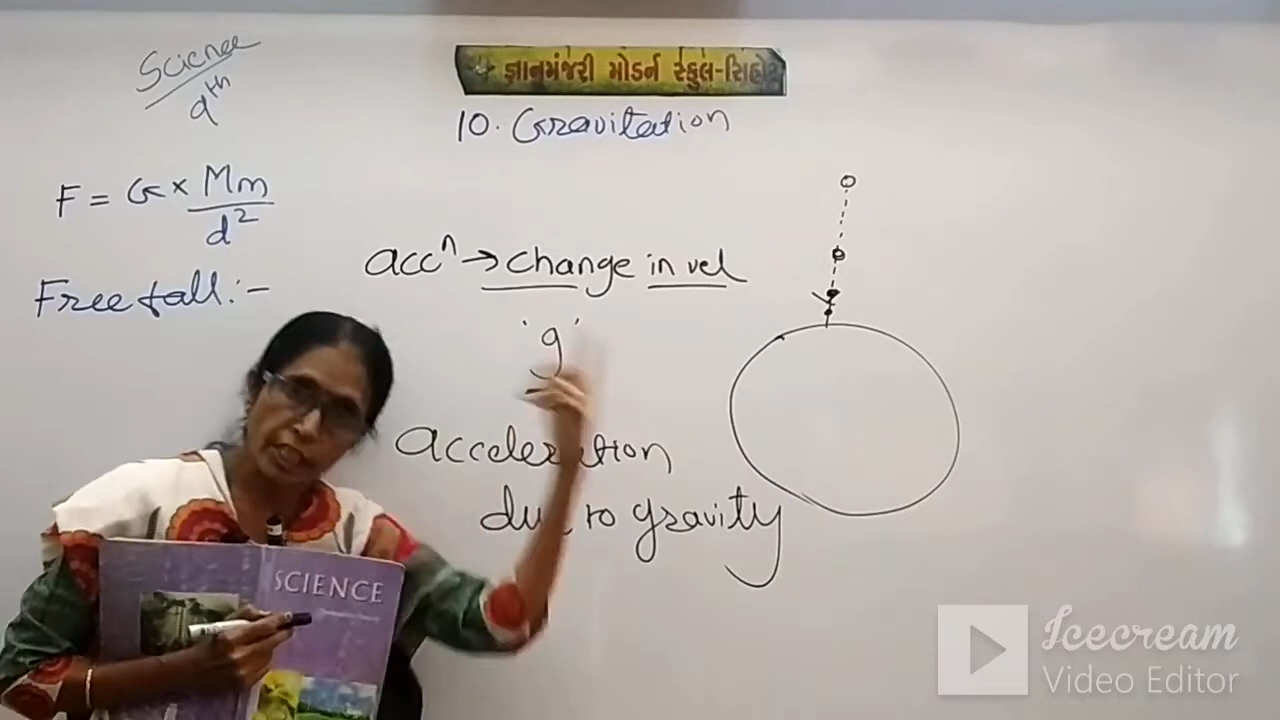 Science
9th
જ્ઞાનમંજરી મોડર્ન સ્કુલ-સિહોર
10. Gravitation
F = G × Mm
d²
Free fall :-
accⁿ → change in vel
'g'
acceleration
due to gravity
SCIENCE
Icecream
Video Editor